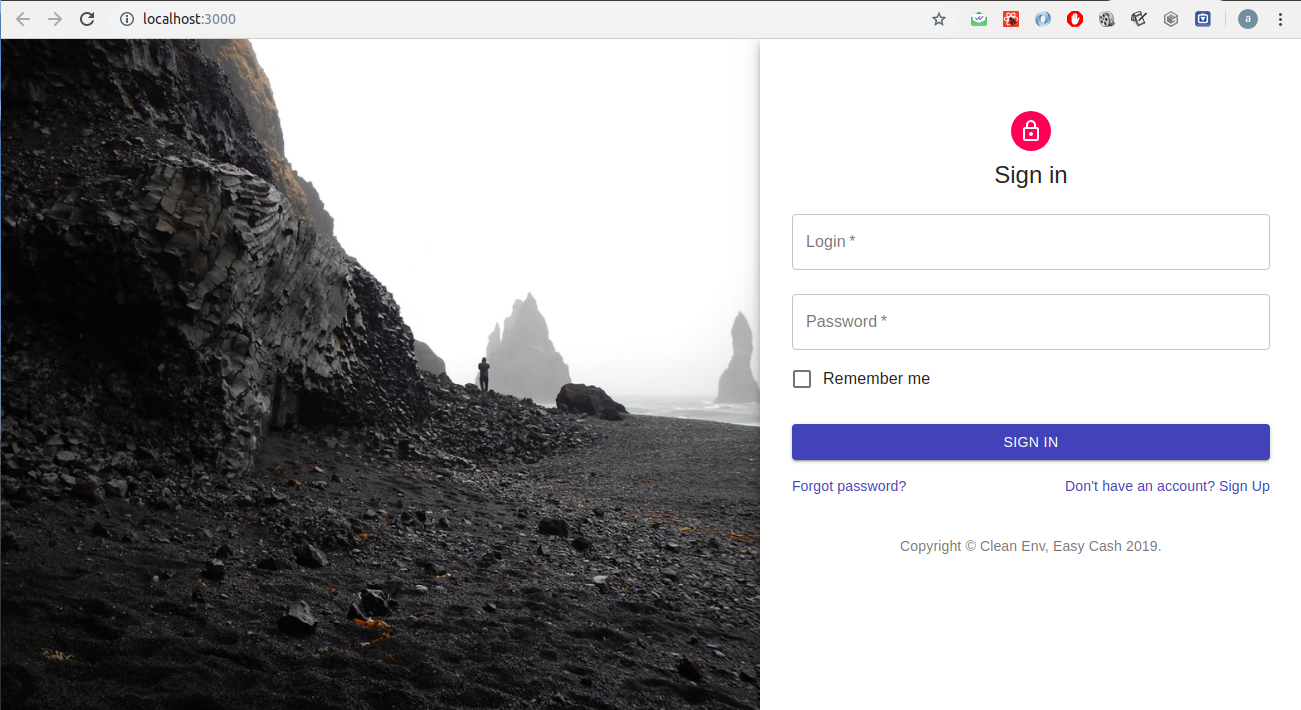 localhost:3000
a
Sign in
Login *
Password *
Remember me
SIGN IN
Forgot password?
Don't have an account? Sign Up
Copyright © Clean Env, Easy Cash 2019.